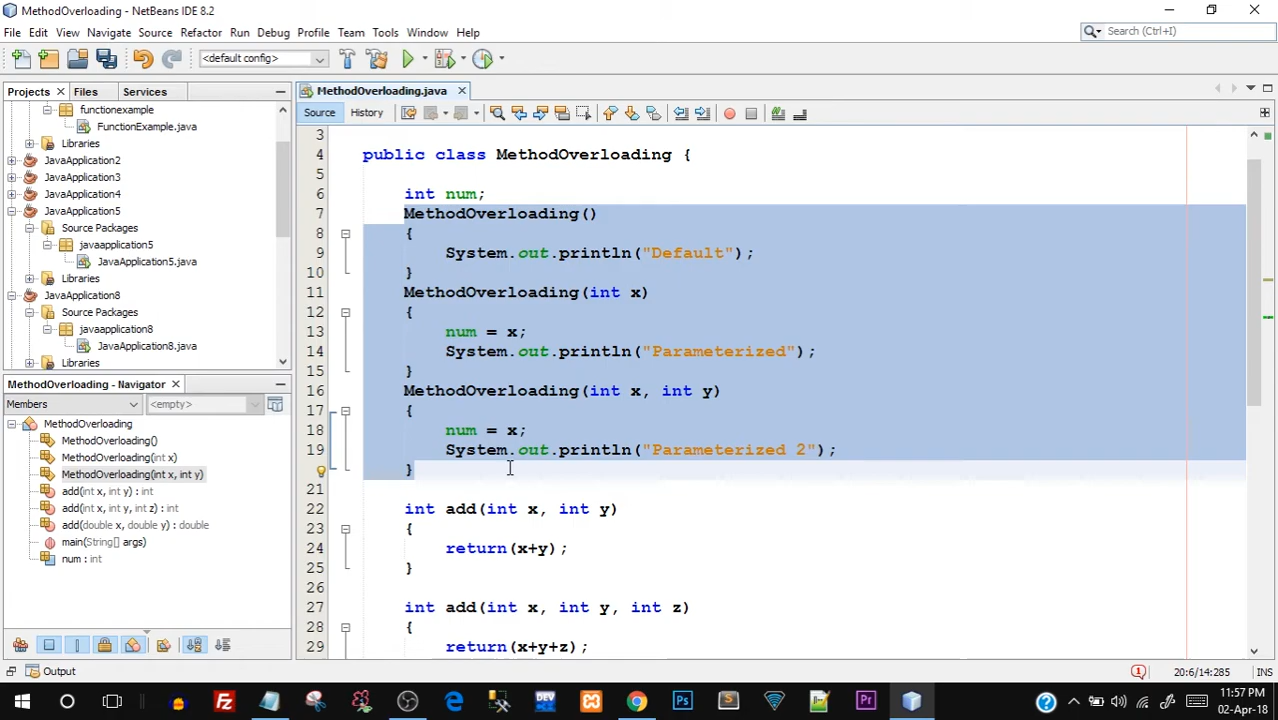 MethodOverloading - NetBeans IDE 8.2
File Edit View Navigate Source Refactor Run Debug Profile Team Tools Window Help
Search (Ctrl+I)
<default config>
Projects Files Services
MethodOverloading.java
Source History
functionexample
FunctionExample.java
Libraries
JavaApplication2
JavaApplication3
JavaApplication4
JavaApplication5
Source Packages
javaapplication5
JavaApplication5.java
Libraries
JavaApplication8
Source Packages
javaapplication8
JavaApplication8.java
Libraries
MethodOverloading - Navigator
Members
<empty>
MethodOverloading
MethodOverloading()
MethodOverloading(int x)
MethodOverloading(int x, int y)
add(int x, int y) : int
add(int x, int y, int z) : int
add(double x, double y) : double
main(String[] args)
num : int
3
4 public class MethodOverloading {
5
6 int num;
7 MethodOverloading()
8 {
9 System.out.println("Default");
10 }
11 MethodOverloading(int x)
12 {
13 num = x;
14 System.out.println("Parameterized");
15 }
16 MethodOverloading(int x, int y)
17 {
18 num = x;
19 System.out.println("Parameterized 2");
}
21
22 int add(int x, int y)
23 {
24 return(x+y);
25 }
26
27 int add(int x, int y, int z)
28 {
29 return(x+y+z);
Output
1
20:6/14:285
INS
11:57 PM
02-Apr-18